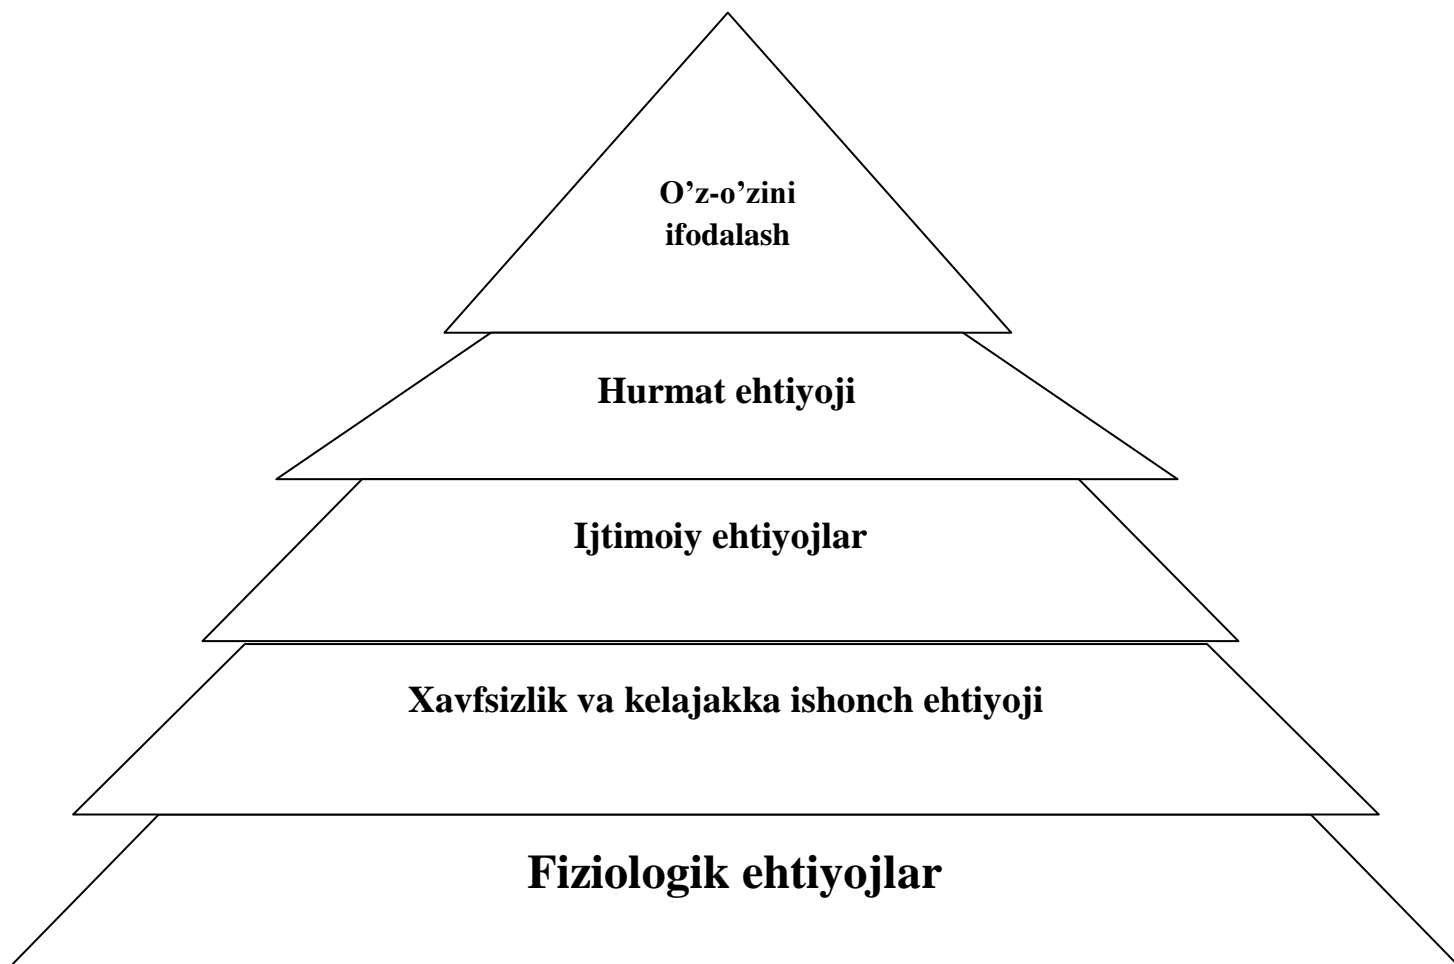 O’z-o’zini
ifodalash
Hurmat ehtiyoji
Ijtimoiy ehtiyojlar
Xavfsizlik va kelajakka ishonch ehtiyoji
Fiziologik ehtiyojlar